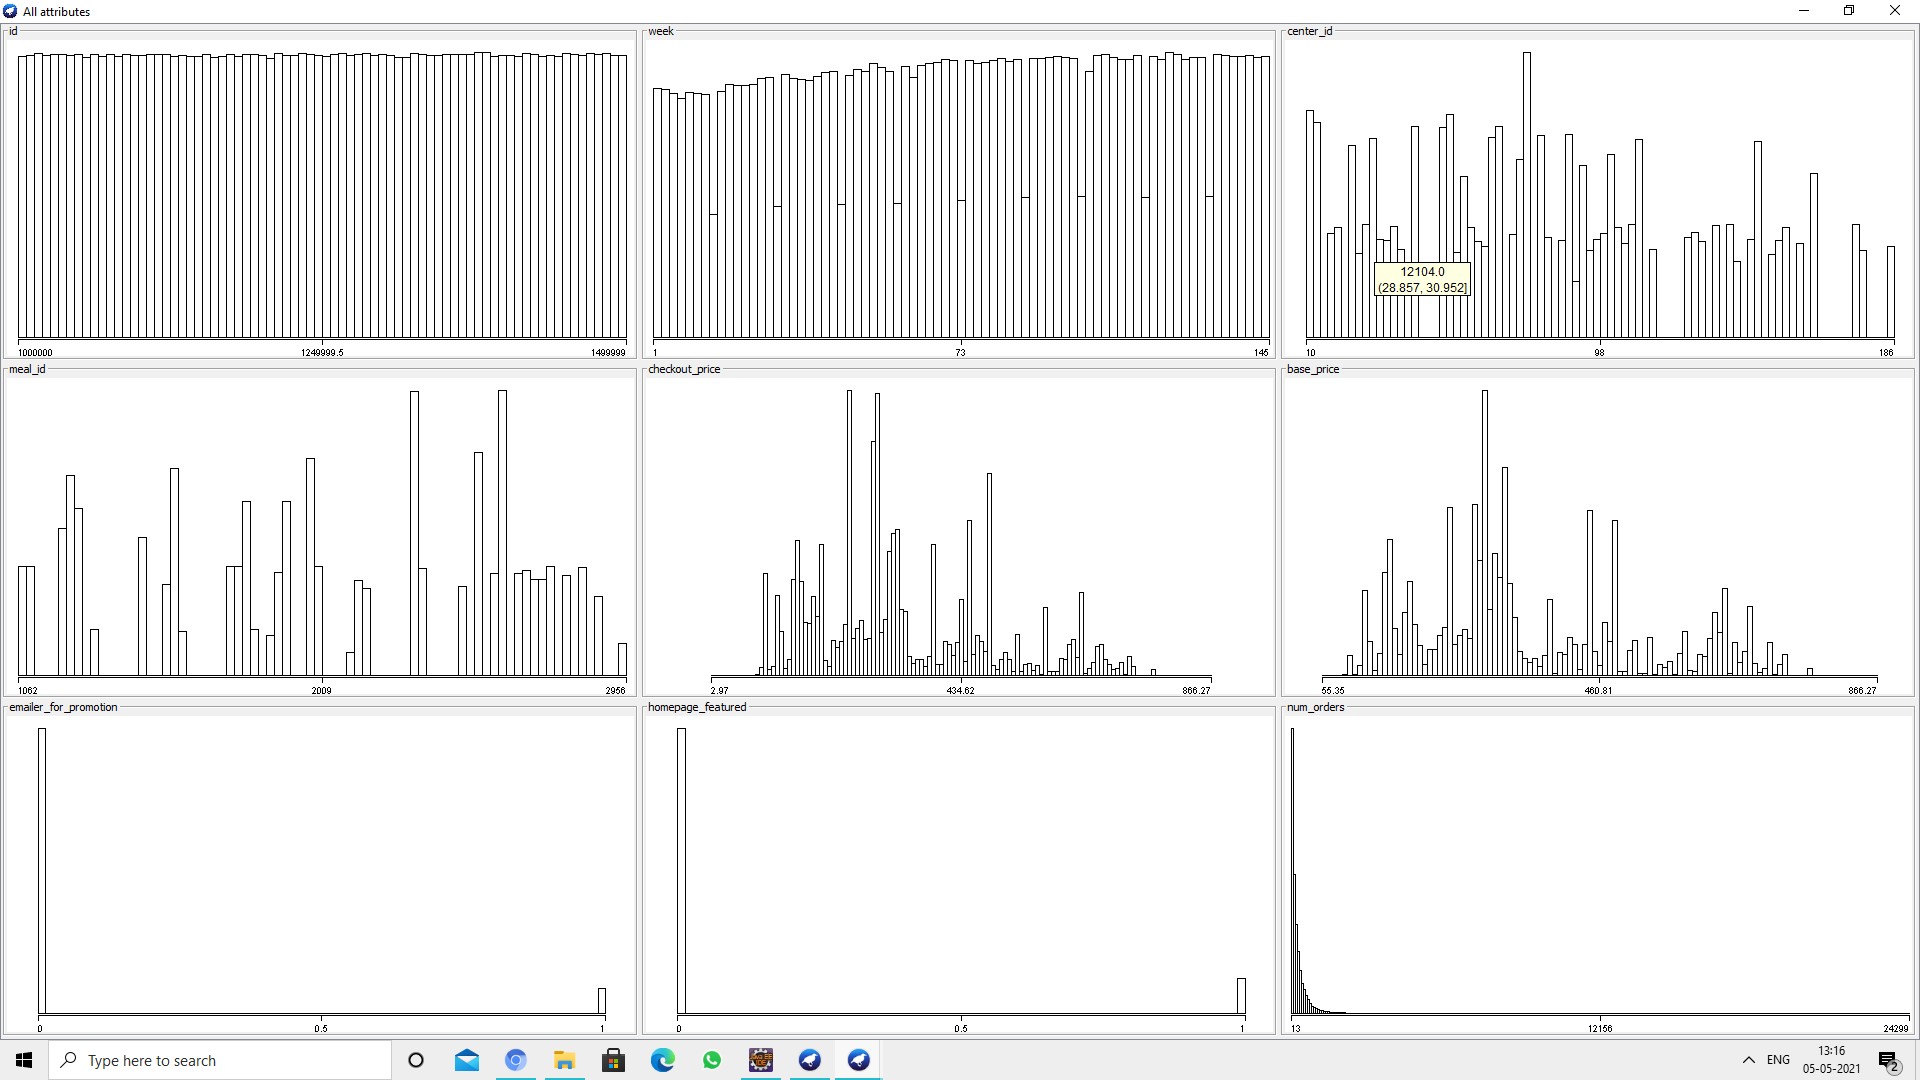 All attributes
id
1000000 1249999.5 1499999
week
1 73 145
center_id
12104.0
(28.857, 30.952]
10 98 186
meal_id
1062 2009 2956
checkout_price
2.97 434.62 866.27
base_price
55.35 460.81 866.27
emailer_for_promotion
0 0.5 1
homepage_featured
0 0.5 1
num_orders
13 12156 24299
Type here to search
ENG
13:16
05-05-2021
2